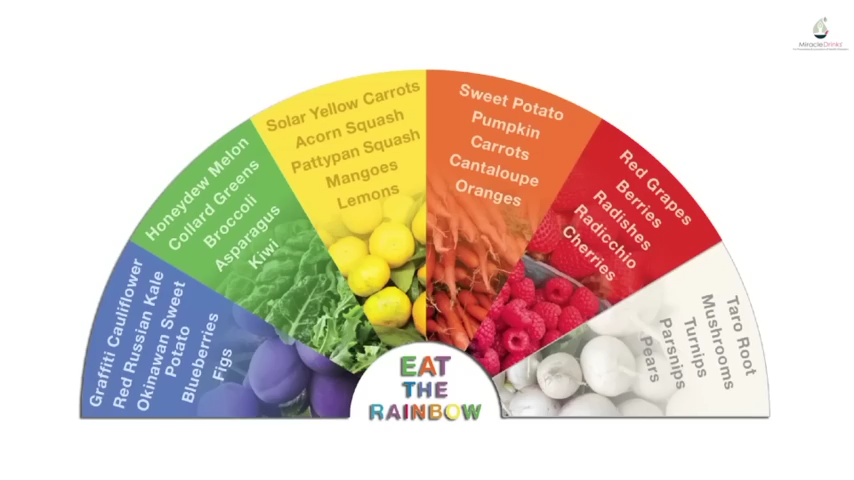 MiracleDrinks
Graffiti Cauliflower
Red Russian Kale
Okinawan Sweet
Potato
Blueberries
Figs
Honeydew Melon
Collard Greens
Broccoli
Asparagus
Kiwi
Solar Yellow Carrots
Acorn Squash
Pattypan Squash
Mangoes
Lemons
Sweet Potato
Pumpkin
Carrots
Cantaloupe
Oranges
Red Grapes
Berries
Radishes
Radicchio
Cherries
Taro Root
Mushrooms
Turnips
Parsnips
Pears
EAT
THE
RAINBOW